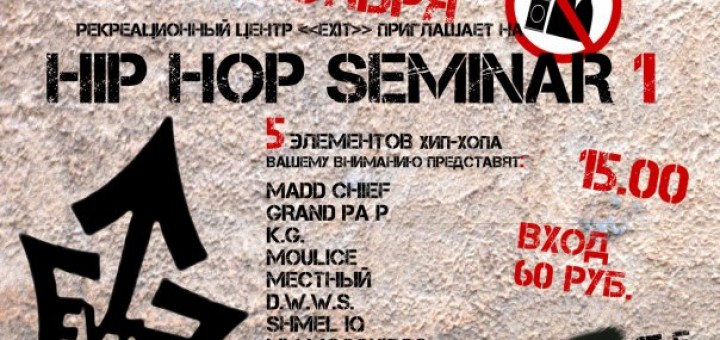 РЕКРЕАЦИОННЫЙ ЦЕНТР <<EXIT>> ПРИГЛАШАЕТ НА
HIP HOP SEMINAR 1
5 ЭЛЕМЕНТОВ ХИП-ХОПА
ВАШЕМУ ВНИМАНИЮ ПРЕДСТАВЯТ:
MADD CHIEF
GRAND PA P
K.G.
MOULICE
МЕСТНЫЙ
D.W.W.S.
SHMEL IQ
15.00
ВХОД
60 РУБ.